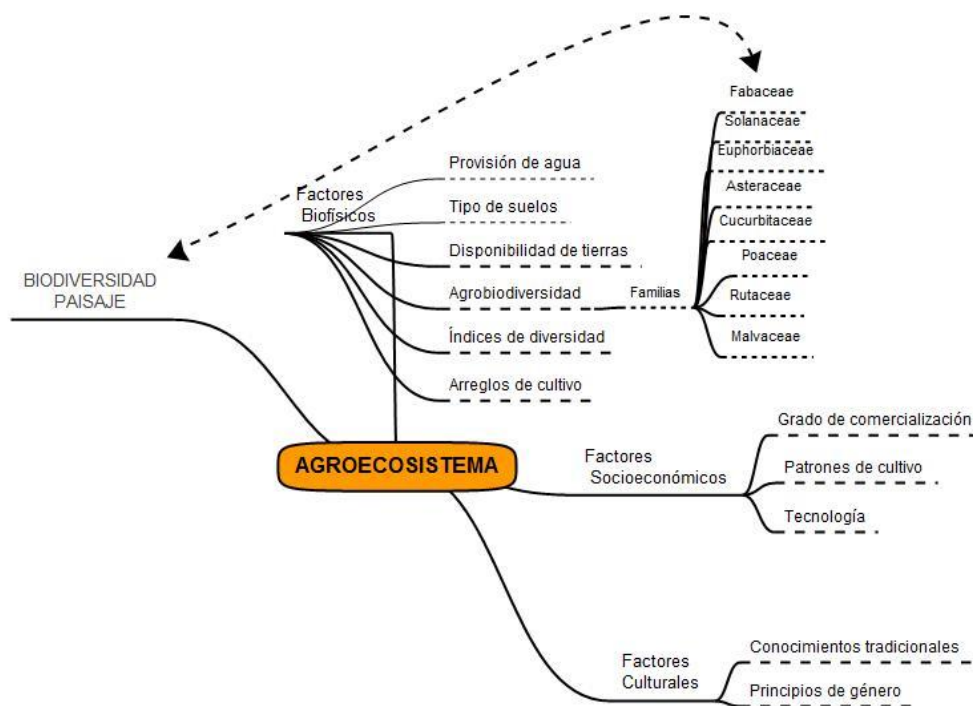 BIODIVERSIDAD
PAISAJE
Factores
Biofísicos
Provisión de agua
Tipo de suelos
Disponibilidad de tierras
Agrobiodiversidad
Índices de diversidad
Arreglos de cultivo
Familias
Fabaceae
Solanaceae
Euphorbiaceae
Asteraceae
Cucurbitaceae
Poaceae
Rutaceae
Malvaceae
AGROECOSISTEMA
Factores
Socioeconómicos
Grado de comercialización
Patrones de cultivo
Tecnología
Factores
Culturales
Conocimientos tradicionales
Principios de género